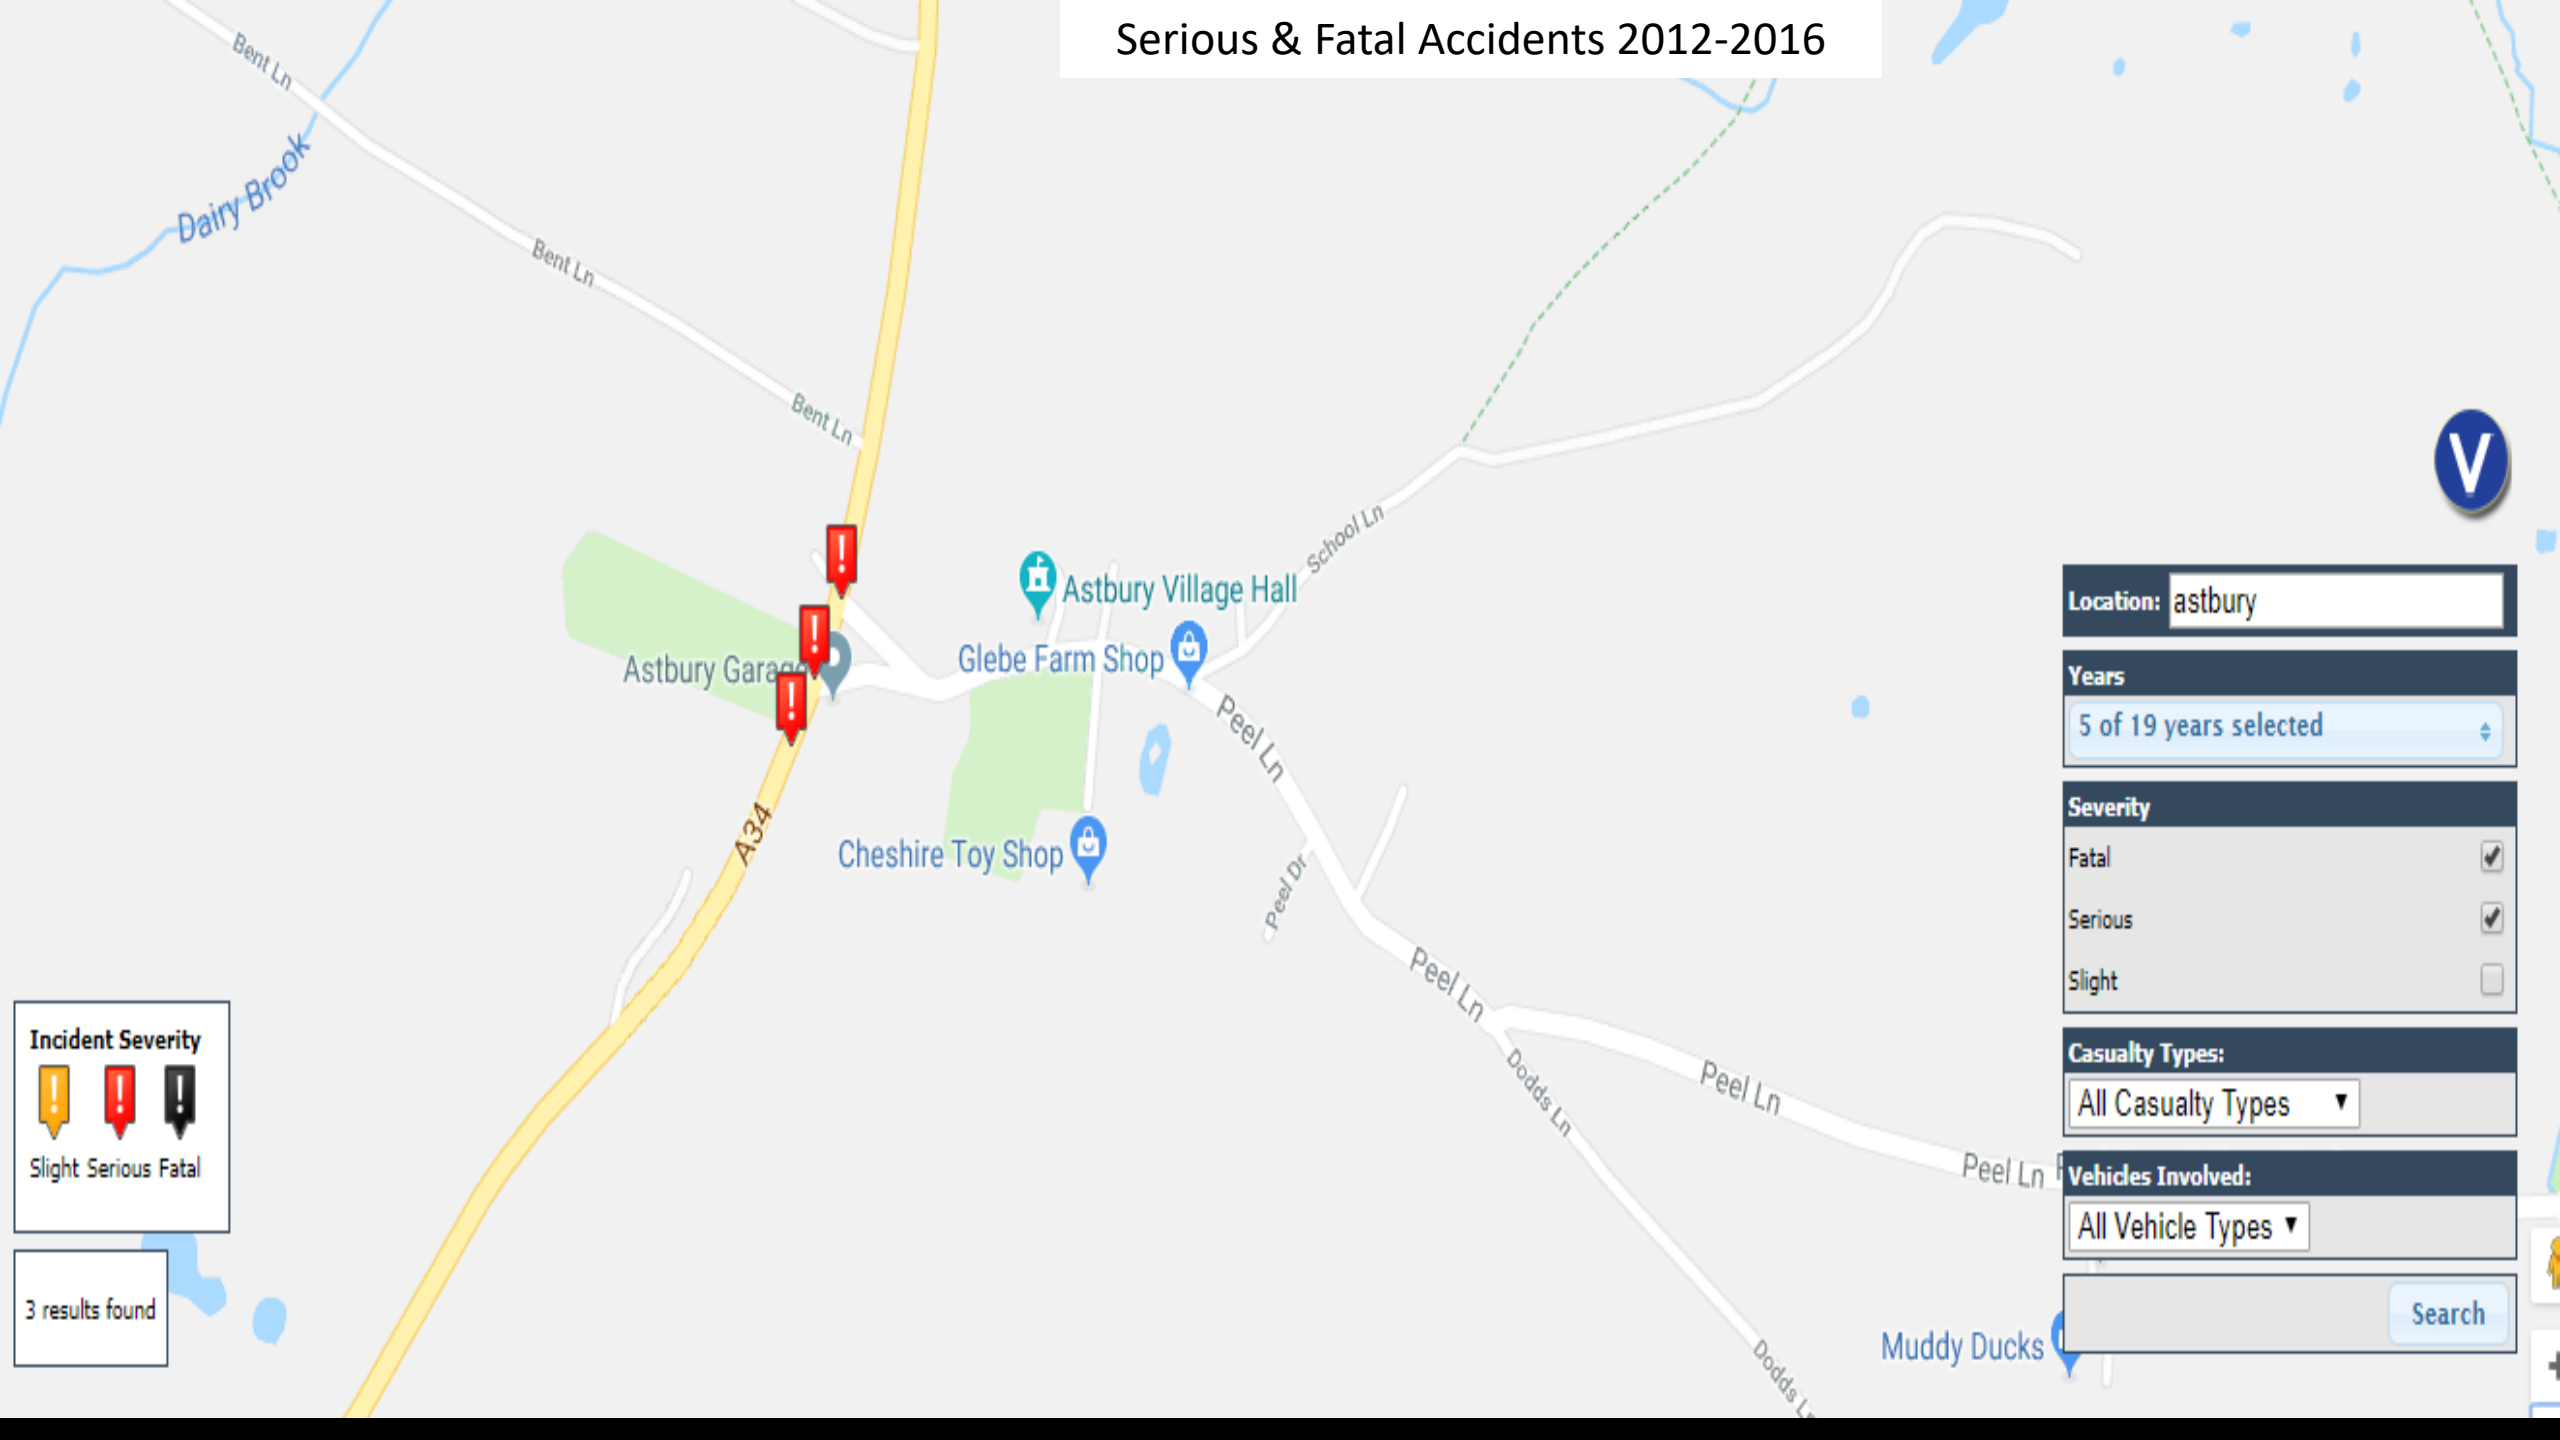 Serious & Fatal Accidents 2012-2016
Bent Ln
Dairy Brook
Bent Ln
Bent Ln
School Ln
Astbury Village Hall
Glebe Farm Shop
Astbury Garage
Peel Ln
A34
Cheshire Toy Shop
Peel Dr
Peel Ln
Dodds Ln
Peel Ln
Peel Ln
Muddy Ducks
Dodds Ln
V
Location: astbury
Years
5 of 19 years selected
Severity
Fatal
Serious
Slight
Casualty Types:
All Casualty Types
Vehicles Involved:
All Vehicle Types
Search
Incident Severity
! ! !
Slight Serious Fatal
3 results found